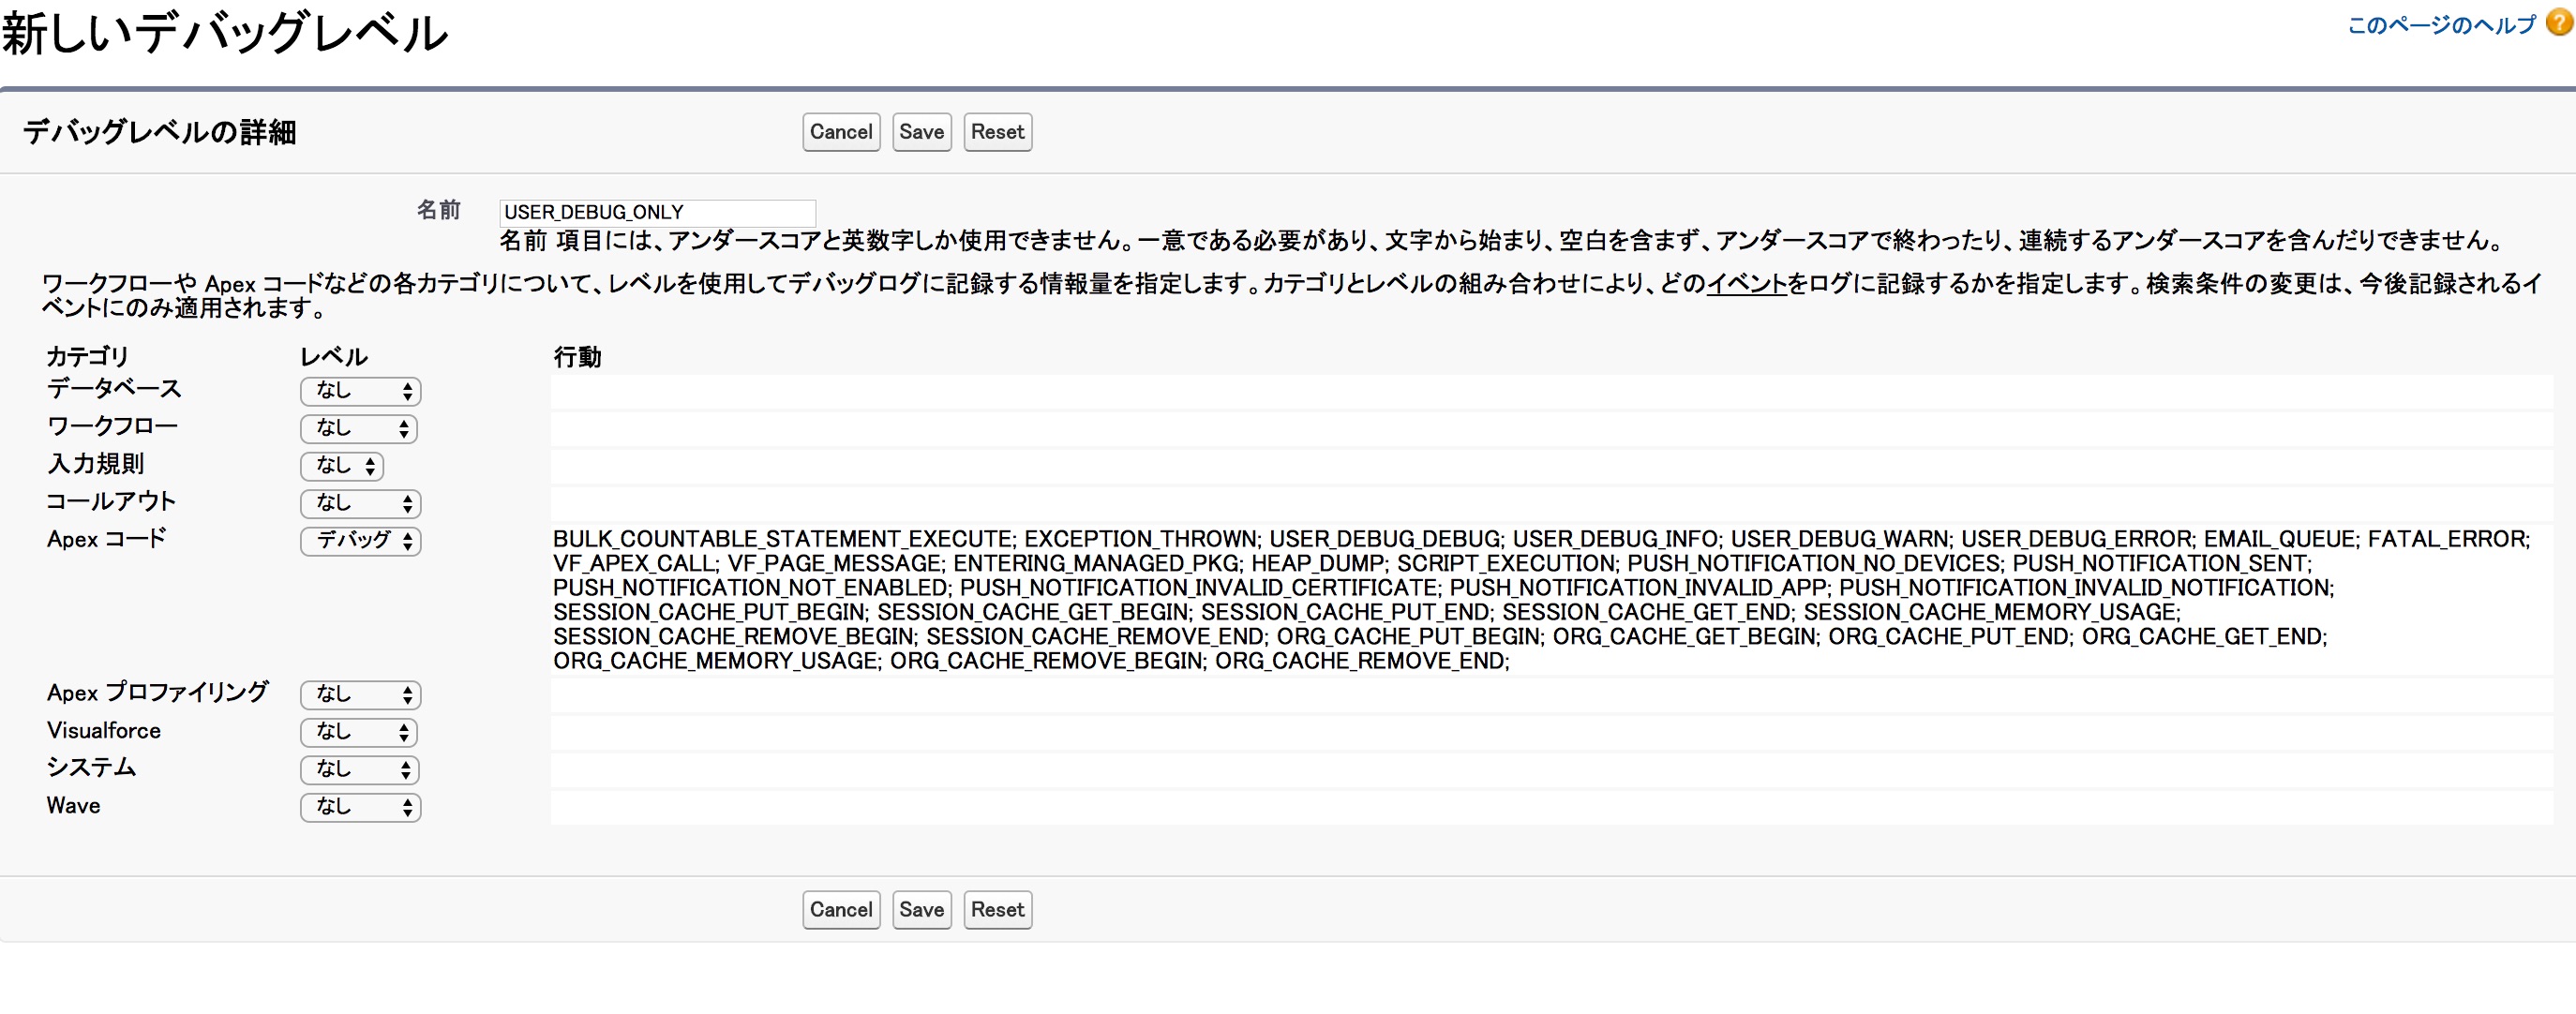 新しいデバッグレベル
このページのヘルプ ?
デバッグレベルの詳細 Cancel Save Reset
名前 USER_DEBUG_ONLY
名前 項目には、アンダースコアと英数字しか使用できません。一意である必要があり、文字から始まり、空白を含まず、アンダースコアで終わったり、連続するアンダースコアを含んだりできません。
ワークフローや Apex コードなどの各カテゴリについて、レベルを使用してデバッグログに記録する情報量を指定します。カテゴリとレベルの組み合わせにより、どのイベントをログに記録するかを指定します。検索条件の変更は、今後記録されるイ
ベントにのみ適用されます。
カテゴリ レベル 行動
データベース なし
ワークフロー なし
入力規則 なし
コールアウト なし
Apex コード デバッグ BULK_COUNTABLE_STATEMENT_EXECUTE; EXCEPTION_THROWN; USER_DEBUG_DEBUG; USER_DEBUG_INFO; USER_DEBUG_WARN; USER_DEBUG_ERROR; EMAIL_QUEUE; FATAL_ERROR;
VF_APEX_CALL; VF_PAGE_MESSAGE; ENTERING_MANAGED_PKG; HEAP_DUMP; SCRIPT_EXECUTION; PUSH_NOTIFICATION_NO_DEVICES; PUSH_NOTIFICATION_SENT;
PUSH_NOTIFICATION_NOT_ENABLED; PUSH_NOTIFICATION_INVALID_CERTIFICATE; PUSH_NOTIFICATION_INVALID_APP; PUSH_NOTIFICATION_INVALID_NOTIFICATION;
SESSION_CACHE_PUT_BEGIN; SESSION_CACHE_GET_BEGIN; SESSION_CACHE_PUT_END; SESSION_CACHE_GET_END; SESSION_CACHE_MEMORY_USAGE;
SESSION_CACHE_REMOVE_BEGIN; SESSION_CACHE_REMOVE_END; ORG_CACHE_PUT_BEGIN; ORG_CACHE_GET_BEGIN; ORG_CACHE_PUT_END; ORG_CACHE_GET_END;
ORG_CACHE_MEMORY_USAGE; ORG_CACHE_REMOVE_BEGIN; ORG_CACHE_REMOVE_END;
Apex プロファイリング なし
Visualforce なし
システム なし
Wave なし
Cancel Save Reset